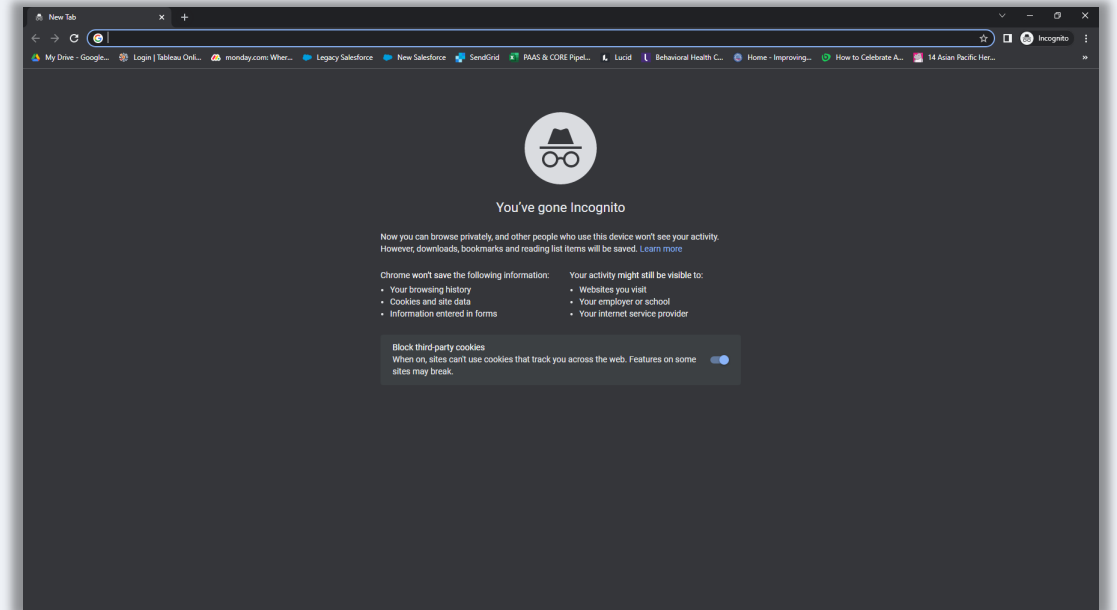 New Tab
Incognito
My Drive - Google... Login | Tableau Onli... monday.com: Wher... Legacy Salesforce New Salesforce SendGrid PAAS & CORE Pipel... Lucid Behavioral Health C... Home - Improving... How to Celebrate A... 14 Asian Pacific Her...
You've gone Incognito
Now you can browse privately, and other people who use this device won't see your activity.
However, downloads, bookmarks and reading list items will be saved. Learn more
Chrome won't save the following information:
• Your browsing history
• Cookies and site data
• Information entered in forms
Your activity might still be visible to:
• Websites you visit
• Your employer or school
• Your internet service provider
Block third-party cookies
When on, sites can't use cookies that track you across the web. Features on some
sites may break.